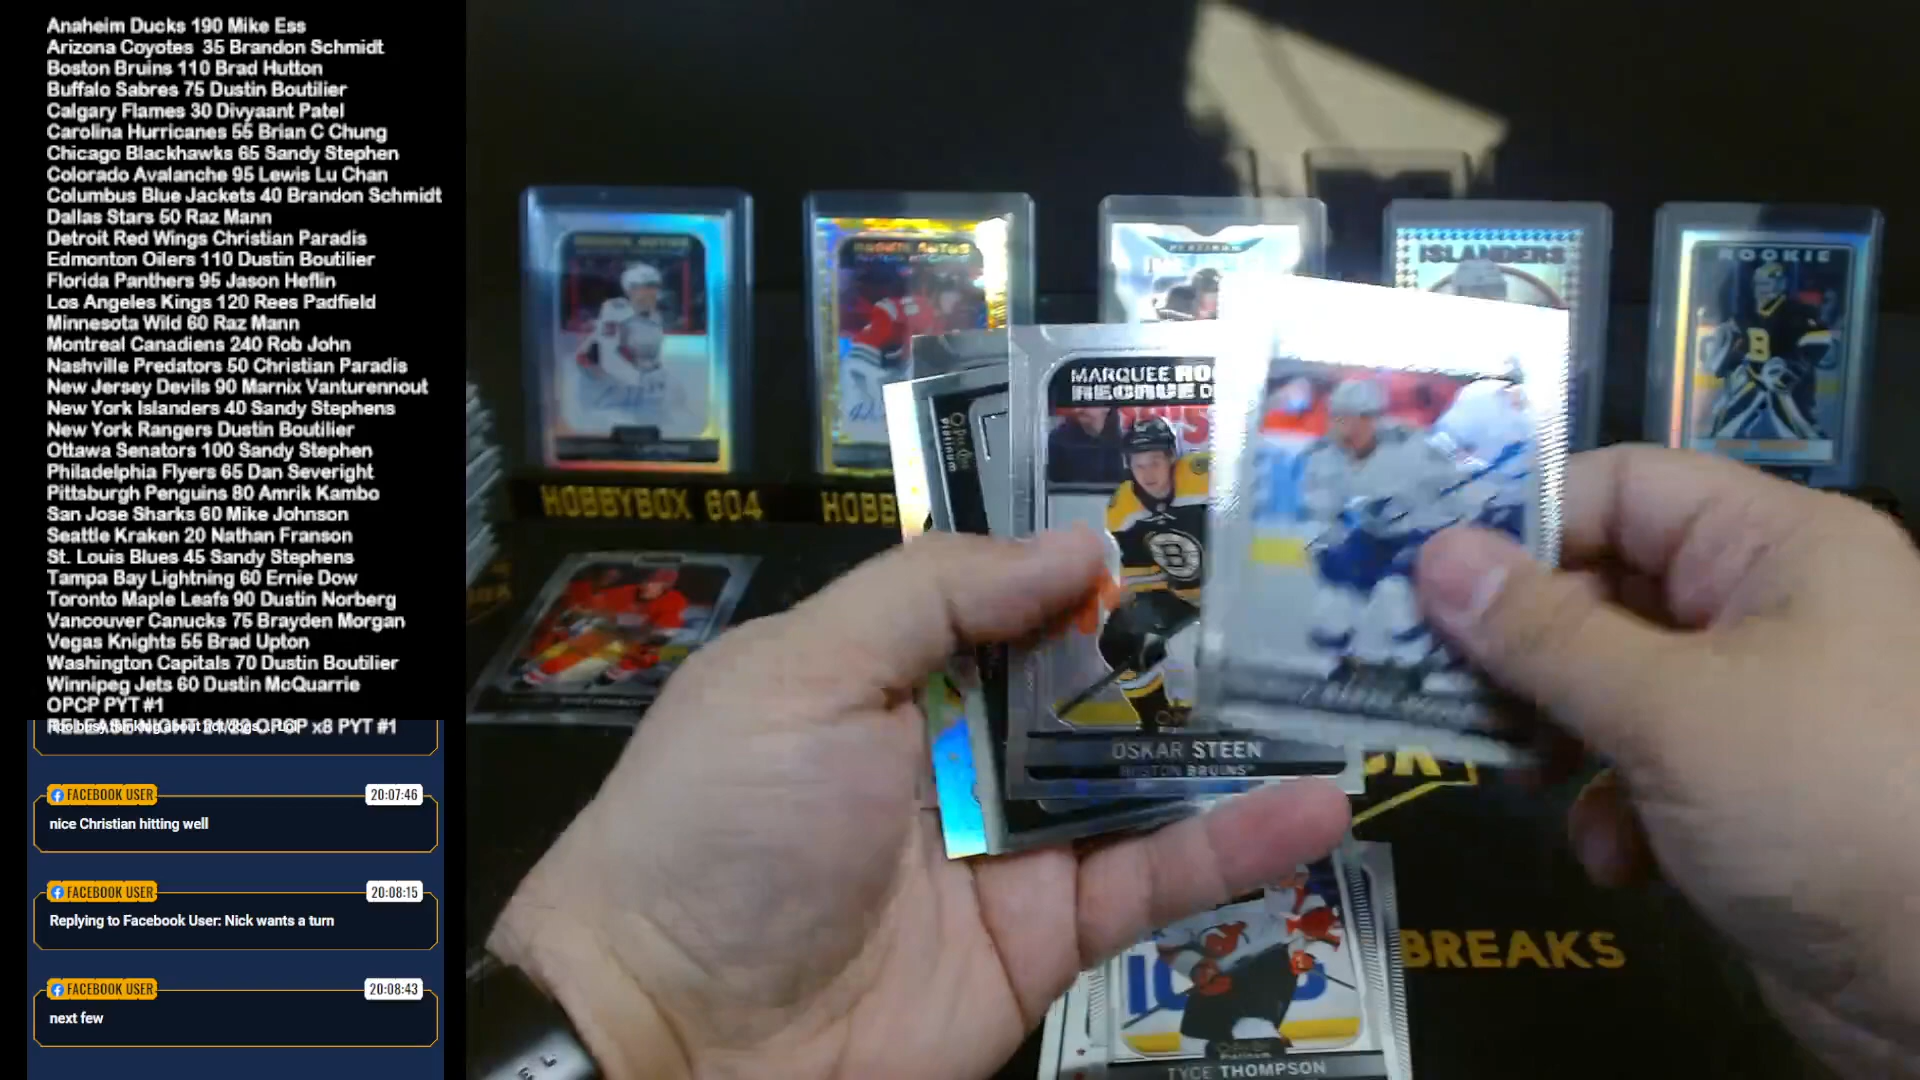 Anaheim Ducks 190 Mike Ess
Arizona Coyotes 35 Brandon Schmidt
Boston Bruins 110 Brad Hutton
Buffalo Sabres 75 Dustin Boutilier
Calgary Flames 30 Divyaant Patel
Carolina Hurricanes 55 Brian C Chung
Chicago Blackhawks 65 Sandy Stephen
Colorado Avalanche 95 Lewis Lu Chan
Columbus Blue Jackets 40 Brandon Schmidt
Dallas Stars 50 Raz Mann
Detroit Red Wings Christian Paradis
Edmonton Oilers 110 Dustin Boutilier
Florida Panthers 95 Jason Heflin
Los Angeles Kings 120 Rees Padfield
Minnesota Wild 60 Raz Mann
Montreal Canadiens 240 Rob John
Nashville Predators 50 Christian Paradis
New Jersey Devils 90 Marnix Vanturennout
New York Islanders 40 Sandy Stephens
New York Rangers Dustin Boutilier
Ottawa Senators 100 Sandy Stephen
Philadelphia Flyers 65 Dan Severight
Pittsburgh Penguins 80 Amrik Kambo
San Jose Sharks 60 Mike Johnson
Seattle Kraken 20 Nathan Franson
St. Louis Blues 45 Sandy Stephens
Tampa Bay Lightning 60 Ernie Dow
Toronto Maple Leafs 90 Dustin Norberg
Vancouver Canucks 75 Brayden Morgan
Vegas Knights 55 Brad Upton
Washington Capitals 70 Dustin Boutilier
Winnipeg Jets 60 Dustin McQuarrie
OPCP PYT #1
x8 PYT #1
FACEBOOK USER 20:07:46
nice Christian hitting well
FACEBOOK USER 20:08:15
Replying to Facebook User: Nick wants a turn
FACEBOOK USER 20:08:43
next few
ROOKIE AUTOS
PLATINUM
ISLANDERS
ROOKIE
HOBBYBOX 604
HOBB
MARQUEE RO
RECRUE D
OSKAR STEEN
BOSTON BRUINS
BREAKS
TYCE THOMPSON